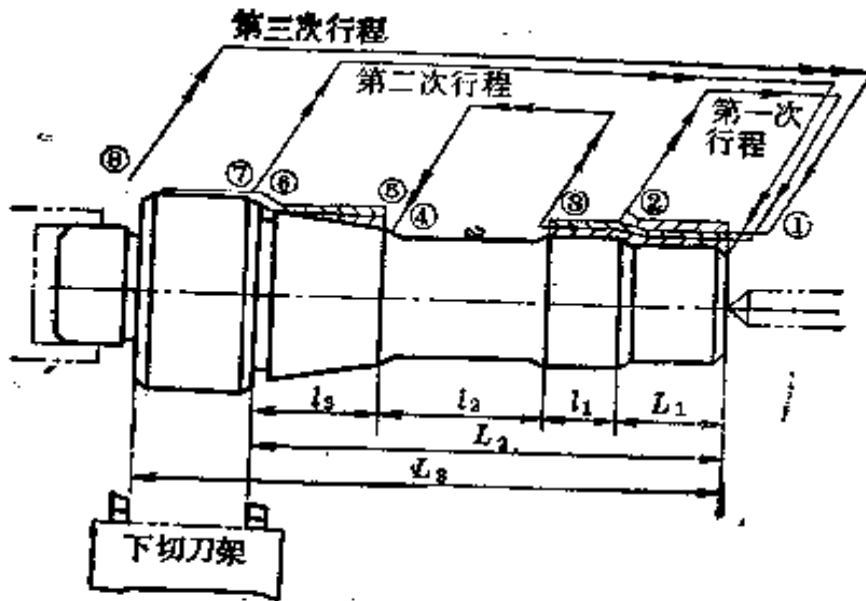 第三次行程
第二次行程
第一次
行程
⑧
⑦
⑥
⑤
④
③
②
①
l₃
l₂
l₁
L₁
L₂
L₃
下切刀架